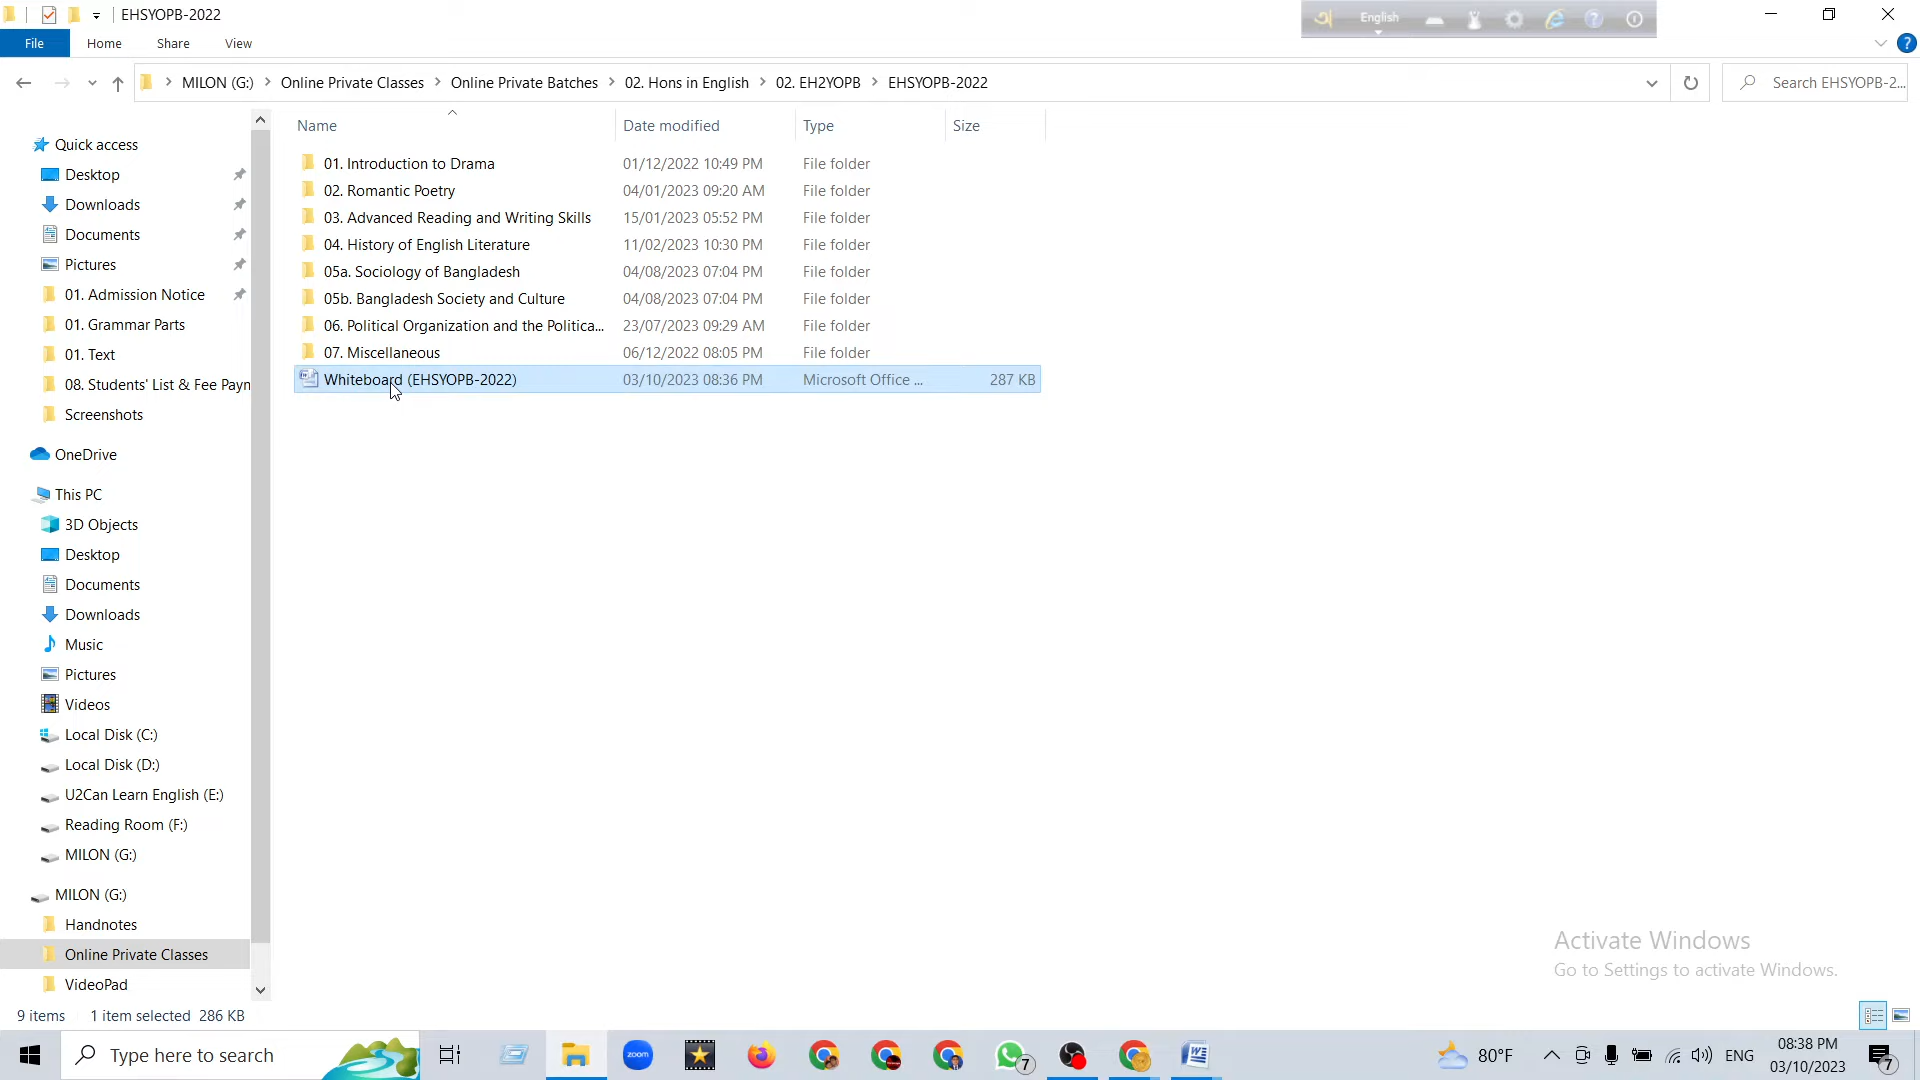 EHSYOPB-2022
English
File
Home
Share
View
MILON (G:)
Online Private Classes
Online Private Batches
02. Hons in English
02. EH2YOPB
EHSYOPB-2022
Search EHSYOPB-2...
Name
Date modified
Type
Size
01. Introduction to Drama 01/12/2022 10:49 PM File folder
02. Romantic Poetry 04/01/2023 09:20 AM File folder
03. Advanced Reading and Writing Skills 15/01/2023 05:52 PM File folder
04. History of English Literature 11/02/2023 10:30 PM File folder
05a. Sociology of Bangladesh 04/08/2023 07:04 PM File folder
05b. Bangladesh Society and Culture 04/08/2023 07:04 PM File folder
06. Political Organization and the Politica... 23/07/2023 09:29 AM File folder
07. Miscellaneous 06/12/2022 08:05 PM File folder
Whiteboard (EHSYOPB-2022) 03/10/2023 08:36 PM Microsoft Office ... 287 KB
Quick access
Desktop
Downloads
Documents
Pictures
01. Admission Notice
01. Grammar Parts
01. Text
08. Students' List & Fee Payn
Screenshots
OneDrive
This PC
3D Objects
Desktop
Documents
Downloads
Music
Pictures
Videos
Local Disk (C:)
Local Disk (D:)
U2Can Learn English (E:)
Reading Room (F:)
MILON (G:)
MILON (G:)
Handnotes
Online Private Classes
VideoPad
Activate Windows
Go to Settings to activate Windows.
9 items 1 item selected 286 KB
Type here to search
zoom
7
80°F
ENG
08:38 PM
03/10/2023
7